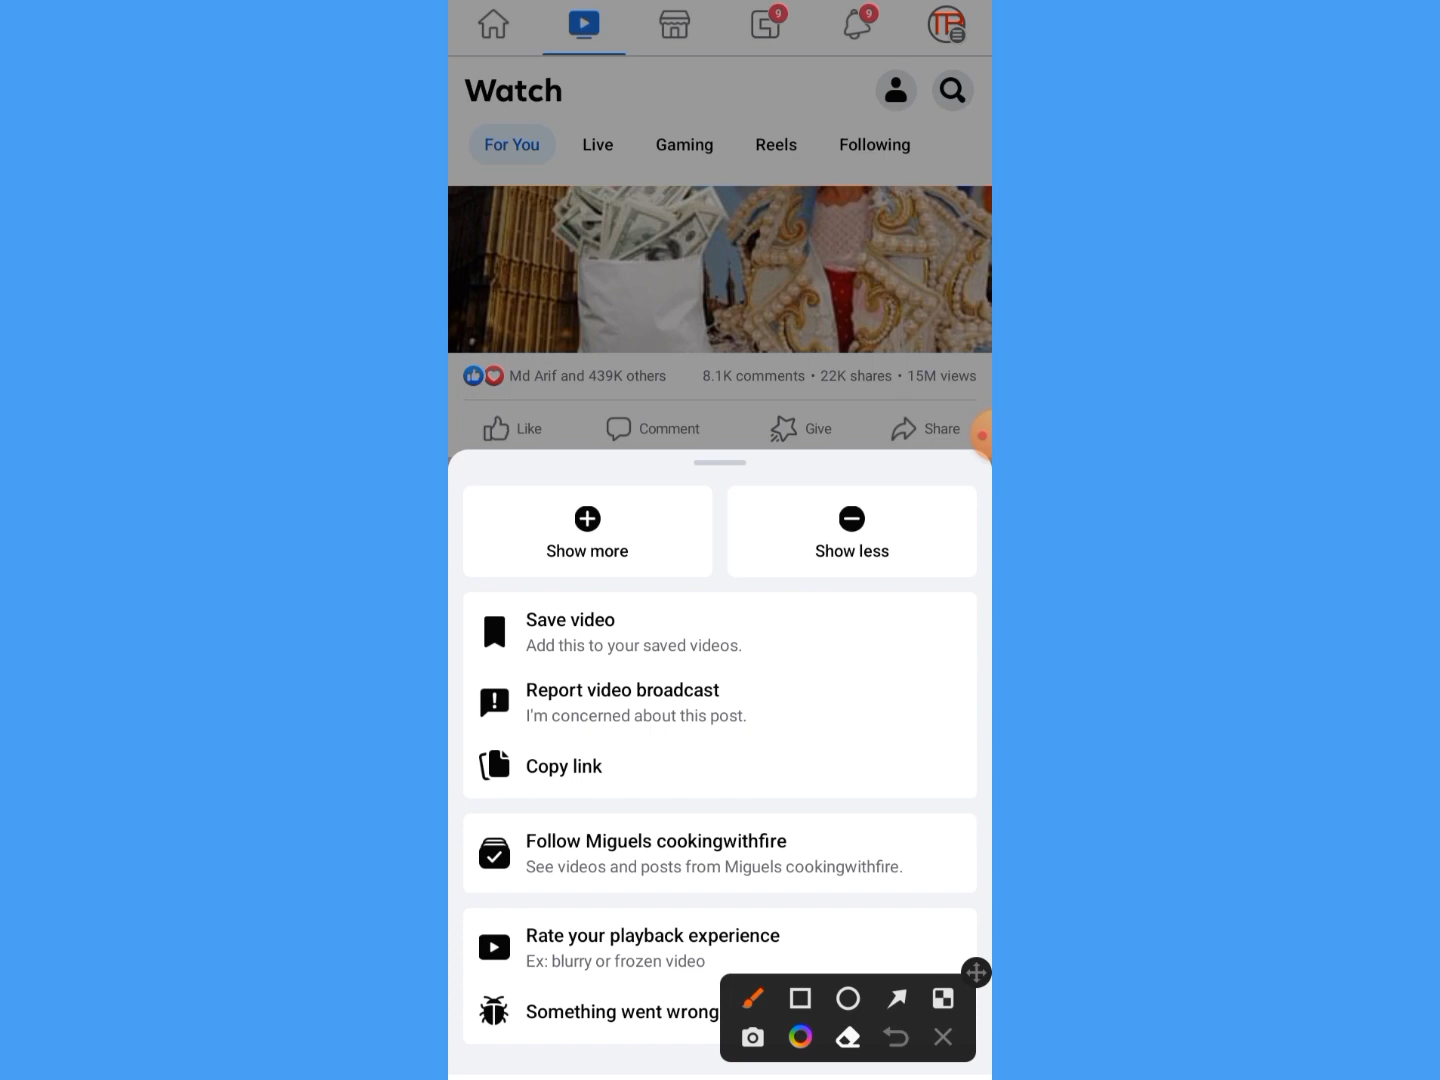 9
9
TP
Watch
For You Live Gaming Reels Following
Md Arif and 439K others 8.1K comments • 22K shares • 15M views
Like Comment Give Share
Show more Show less
Save video
Add this to your saved videos.
Report video broadcast
I'm concerned about this post.
Copy link
Follow Miguels cookingwithfire
See videos and posts from Miguels cookingwithfire.
Rate your playback experience
Ex: blurry or frozen video
Something went wrong